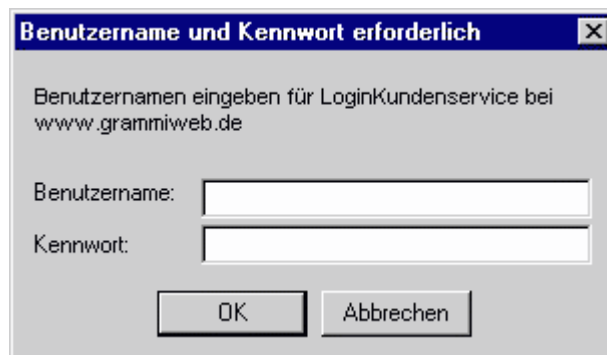 Benutzername und Kennwort erforderlich
Benutzernamen eingeben für LoginKundenservice bei
www.grammiweb.de
Benutzername:
Kennwort:
OK Abbrechen